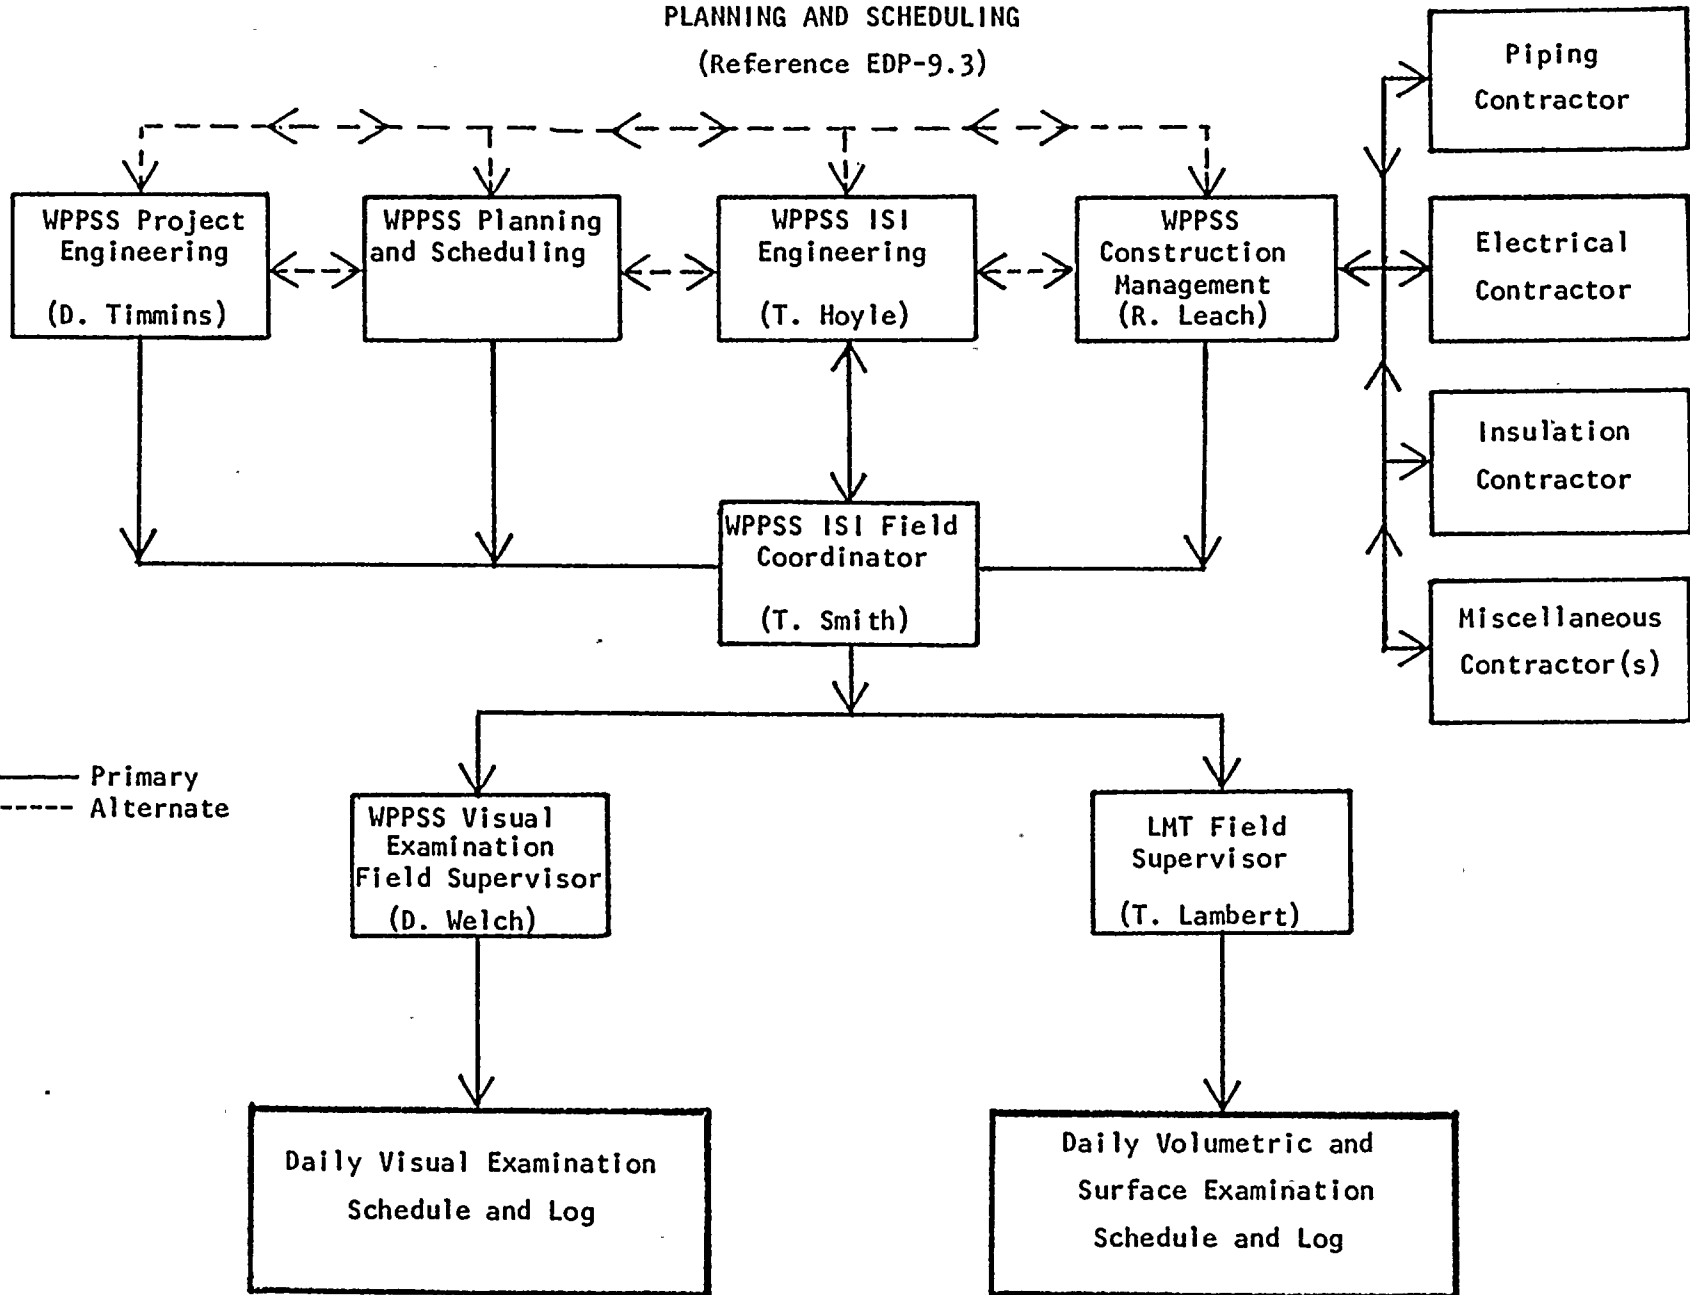 PLANNING AND SCHEDULING
(Reference EDP-9.3)
Piping
Contractor
WPPSS Project
Engineering
(D. Timmins)
WPPSS Planning
and Scheduling
WPPSS ISI
Engineering
(T. Hoyle)
WPPSS
Construction
Management
(R. Leach)
Electrical
Contractor
Insulation
Contractor
WPPSS ISI Field
Coordinator
(T. Smith)
Miscellaneous
Contractor(s)
Primary
Alternate
WPPSS Visual
Examination
Field Supervisor
(D. Welch)
LMT Field
Supervisor
(T. Lambert)
Daily Visual Examination
Schedule and Log
Daily Volumetric and
Surface Examination
Schedule and Log